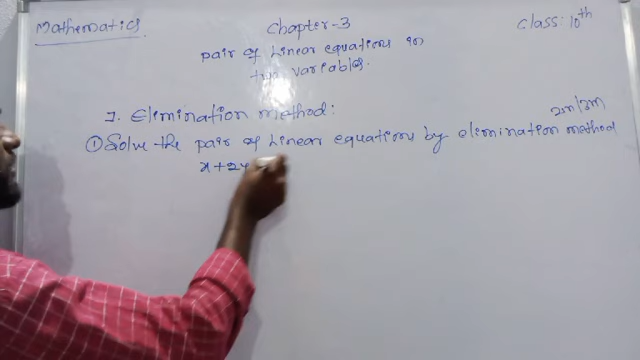 Mathematics
Chapter-3
Class: 10th
pair of Linear equations in
two variables.
I. Elimination method:
2m/3m
① Solve the pair of Linear equations by elimination method
x+2y